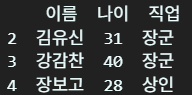 이름 나이 직업
2 김유신 31 장군
3 강감찬 40 장군
4 장보고 28 상인